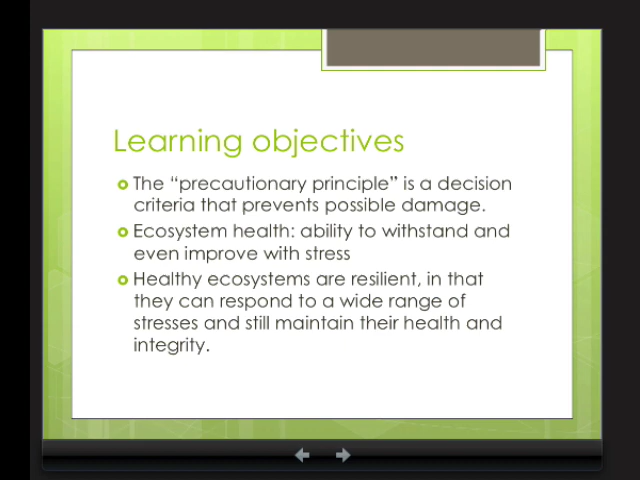 Learning objectives
The “precautionary principle” is a decision
criteria that prevents possible damage.
Ecosystem health: ability to withstand and
even improve with stress
Healthy ecosystems are resilient, in that
they can respond to a wide range of
stresses and still maintain their health and
integrity.